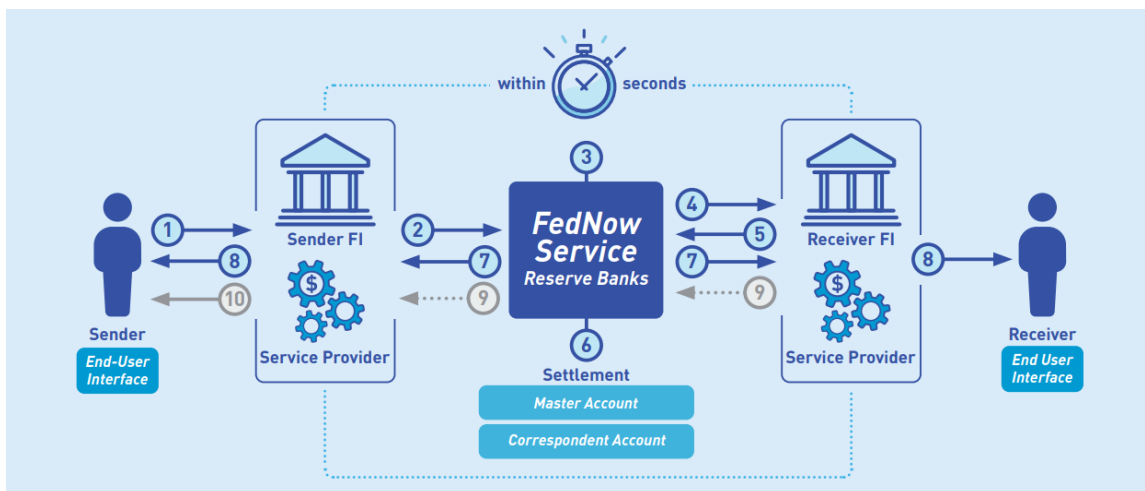 within seconds
3
1
Sender FI
2
FedNow
Service
Reserve Banks
4
5
Receiver FI
8
7
7
8
$
$
10
9
9
Sender
Service Provider
6
Service Provider
Receiver
End-User
Interface
Settlement
End User
Interface
Master Account
Correspondent Account